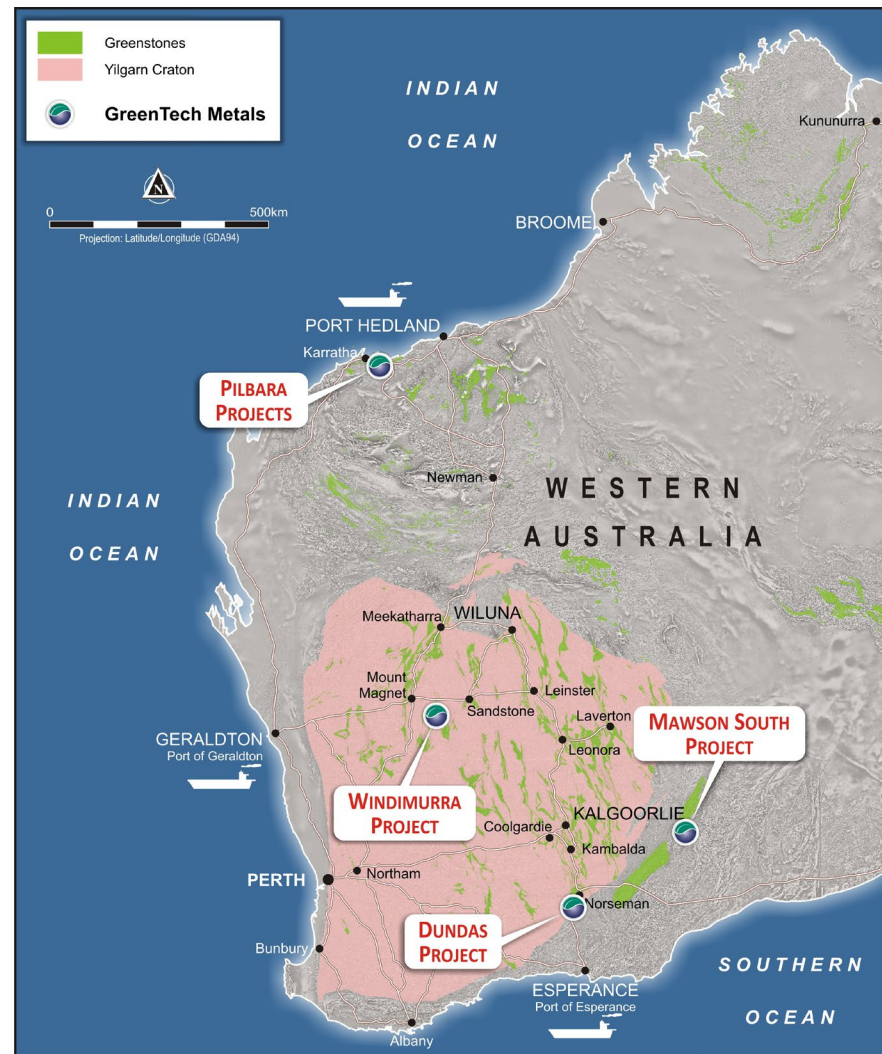 Greenstones
Yilgarn Craton
GreenTech Metals
N
0 500km
Projection: Latitude/Longitude (GDA94)
INDIAN
OCEAN
Kununurra
BROOME
PORT HEDLAND
Karratha
PILBARA
PROJECTS
Newman
INDIAN
OCEAN
WESTERN
AUSTRALIA
Meekatharra
WILUNA
Mount
Magnet
Sandstone
Leinster
Laverton
Leonora
MAWSON SOUTH
PROJECT
GERALDTON
Port of Geraldton
WINDIMURRA
PROJECT
KALGOORLIE
Coolgardie
Kambalda
PERTH
Northam
Norseman
DUNDAS
PROJECT
Bunbury
ESPERANCE
Port of Esperance
Albany
SOUTHERN
OCEAN